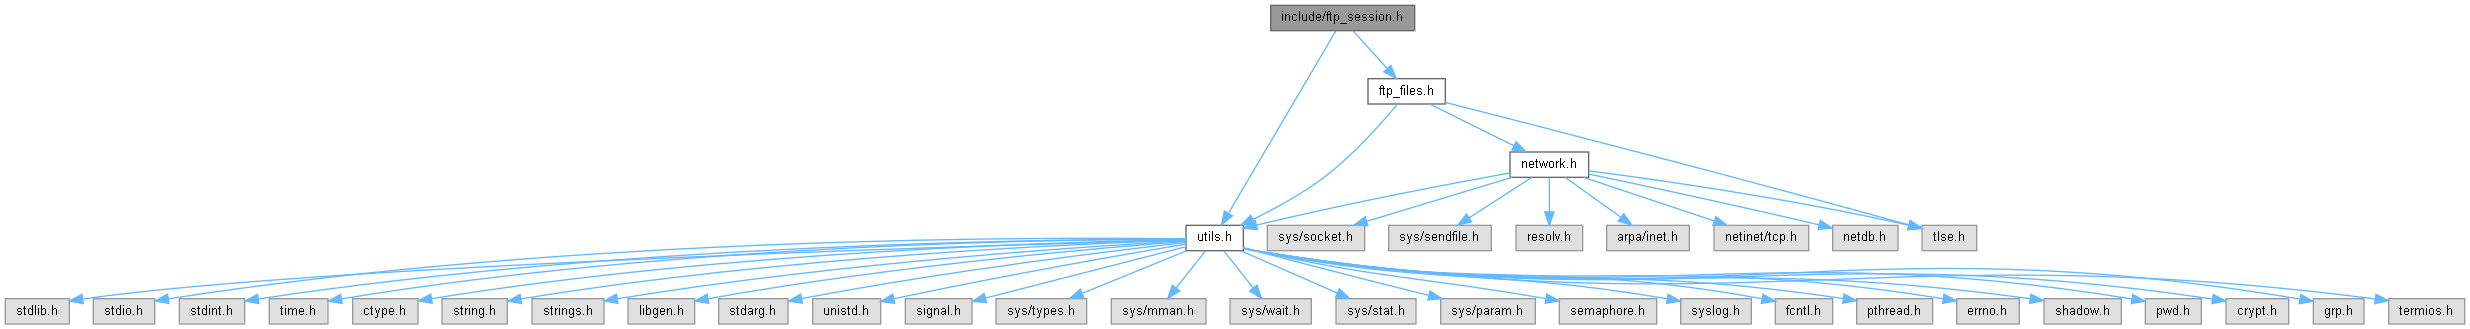 include/ftp_session.h
ftp_files.h
network.h
utils.h
sys/socket.h
sys/sendfile.h
resolv.h
arpa/inet.h
netinet/tcp.h
netdb.h
tlse.h
stdlib.h
stdio.h
stdint.h
time.h
ctype.h
string.h
strings.h
libgen.h
stdarg.h
unistd.h
signal.h
sys/types.h
sys/mman.h
sys/wait.h
sys/stat.h
sys/param.h
semaphore.h
syslog.h
fcntl.h
pthread.h
errno.h
shadow.h
pwd.h
crypt.h
grp.h
termios.h